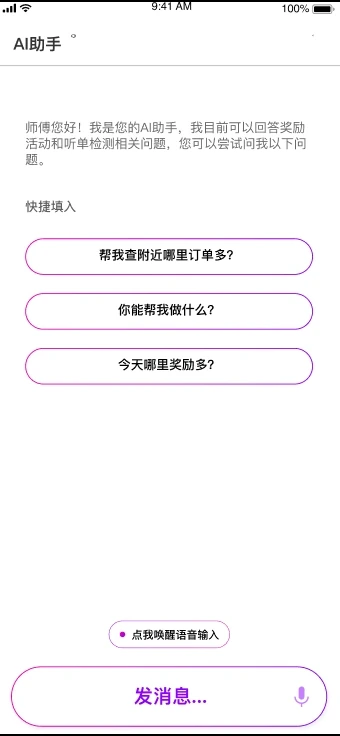 9:41 AM
100%
AI助手
师傅您好！我是您的AI助手，我目前可以回答奖励
活动和听单检测相关问题，您可以尝试问我以下问
题。
快捷填入
帮我查附近哪里订单多？
你能帮我做什么？
今天哪里奖励多？
点我唤醒语音输入
发消息...